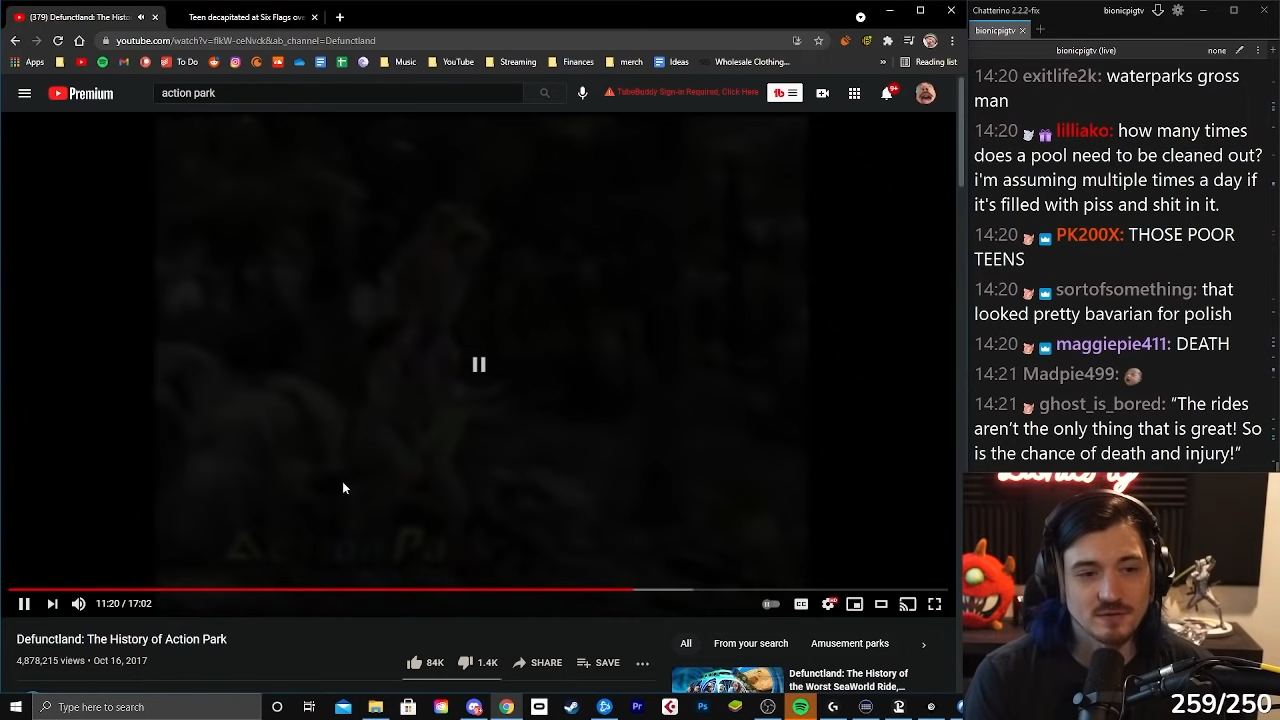 (379) Defunctland: The Hist
Teen decapitated at Six Flags ove
Chatterino 2.2.2-fix
bionicpigtv
youtube.com/watch?v=flkW-ceNvck&ab_channel=Defunctland
bionicpigtv
Apps
To Do
Music
YouTube
Streaming
Finances
merch
Ideas
Wholesale Clothing...
»
Reading list
bionicpigtv (live)
none
Premium
action park
TubeBuddy Sign-In Required, Click Here
9+
14:20 exitlife2k: waterparks gross
man
14:20 lilliako: how many times
does a pool need to be cleaned out?
i'm assuming multiple times a day if
it's filled with piss and shit in it.
14:20 PK200X: THOSE POOR
TEENS
14:20 sortofsomething: that
looked pretty bavarian for polish
14:20 maggiepie411: DEATH
14:21 Madpie499:
14:21 ghost_is_bored: “The rides
aren’t the only thing that is great! So
is the chance of death and injury!”
Action Pa
11:20 / 17:02
Defunctland: The History of Action Park
4,878,215 views • Oct 16, 2017
84K
1.4K
SHARE
SAVE
All
From your search
Amusement parks
Defunctland: The History of
the Worst SeaWorld Ride,...
Type here to search
259/250